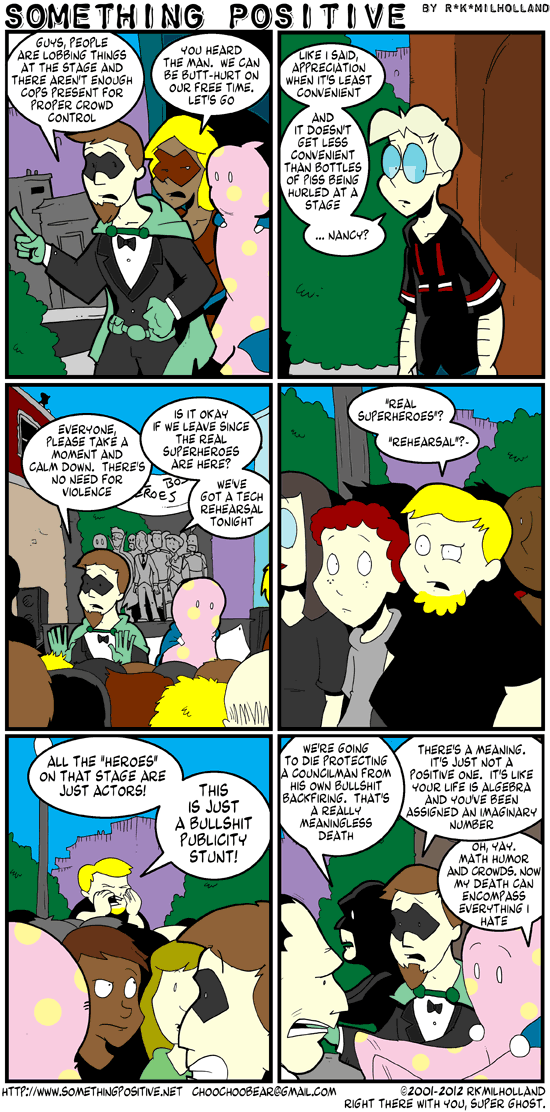 SOMETHING POSITIVE BY R*K*MILHOLLAND
GUYS, PEOPLE
ARE LOBBING THINGS
AT THE STAGE AND
THERE AREN'T ENOUGH
COPS PRESENT FOR
PROPER CROWD
CONTROL
YOU HEARD
THE MAN. WE CAN
BE BUTT-HURT ON
OUR FREE TIME.
LET'S GO
LIKE I SAID,
APPRECIATION
WHEN IT'S LEAST
CONVENIENT
AND
IT DOESN'T
GET LESS
CONVENIENT
THAN BOTTLES
OF PISS BEING
HURLED AT A
STAGE
... NANCY?
EVERYONE,
PLEASE TAKE A
MOMENT AND
CALM DOWN. THERE'S
NO NEED FOR
VIOLENCE
IS IT OKAY
IF WE LEAVE SINCE
THE REAL
SUPERHEROES
ARE HERE?
WE'VE
GOT A TECH
REHEARSAL
TONIGHT
BO
ROES
"REAL
SUPERHEROES"?
"REHEARSAL"?-
ALL THE "HEROES"
ON THAT STAGE ARE
JUST ACTORS!
THIS
IS JUST
A BULLSHIT
PUBLICITY
STUNT!
WE'RE GOING
TO DIE PROTECTING
A COUNCILMAN FROM
HIS OWN BULLSHIT
BACKFIRING. THAT'S
A REALLY
MEANINGLESS
DEATH
THERE'S A MEANING.
IT'S JUST NOT A
POSITIVE ONE. IT'S LIKE
YOUR LIFE IS ALGEBRA
AND YOU'VE BEEN
ASSIGNED AN IMAGINARY
NUMBER
OH, YAY.
MATH HUMOR
AND CROWDS. NOW
MY DEATH CAN
ENCOMPASS
EVERYTHING I
HATE
HTTP://WWW.SOMETHINGPOSITIVE.NET CHOOCHOOBEAR@GMAIL.COM
©2001-2012 RKMILHOLLAND
RIGHT THERE WITH YOU, SUPER GHOST.